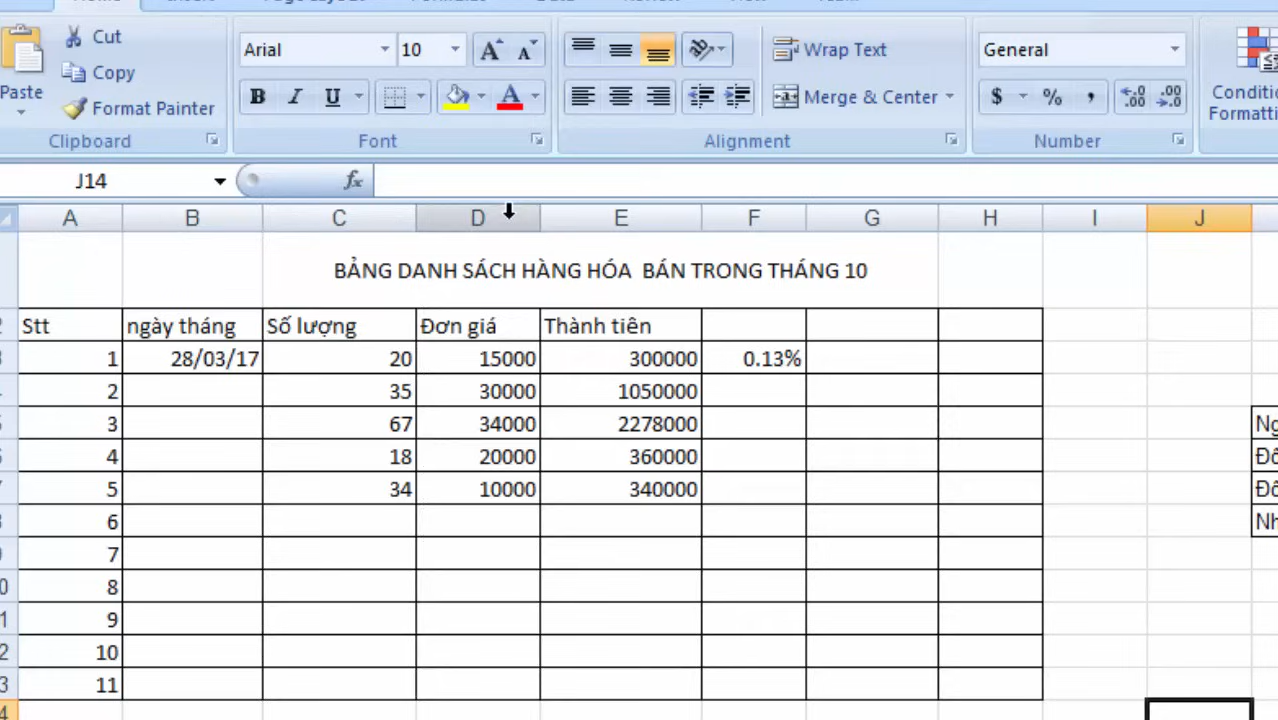 Cut
Copy
Format Painter
Paste
Clipboard
Arial
10
B I U A
Font
Wrap Text
Merge & Center
Alignment
General
$ % ,
Number
J14
fx
A B C D E F G H I J
BẢNG DANH SÁCH HÀNG HÓA BÁN TRONG THÁNG 10
Stt ngày tháng Số lượng Đơn giá Thành tiên
1 28/03/17 20 15000 300000 0.13%
2 35 30000 1050000
3 67 34000 2278000
4 18 20000 360000
5 34 10000 340000
6
7
8
9
10
11